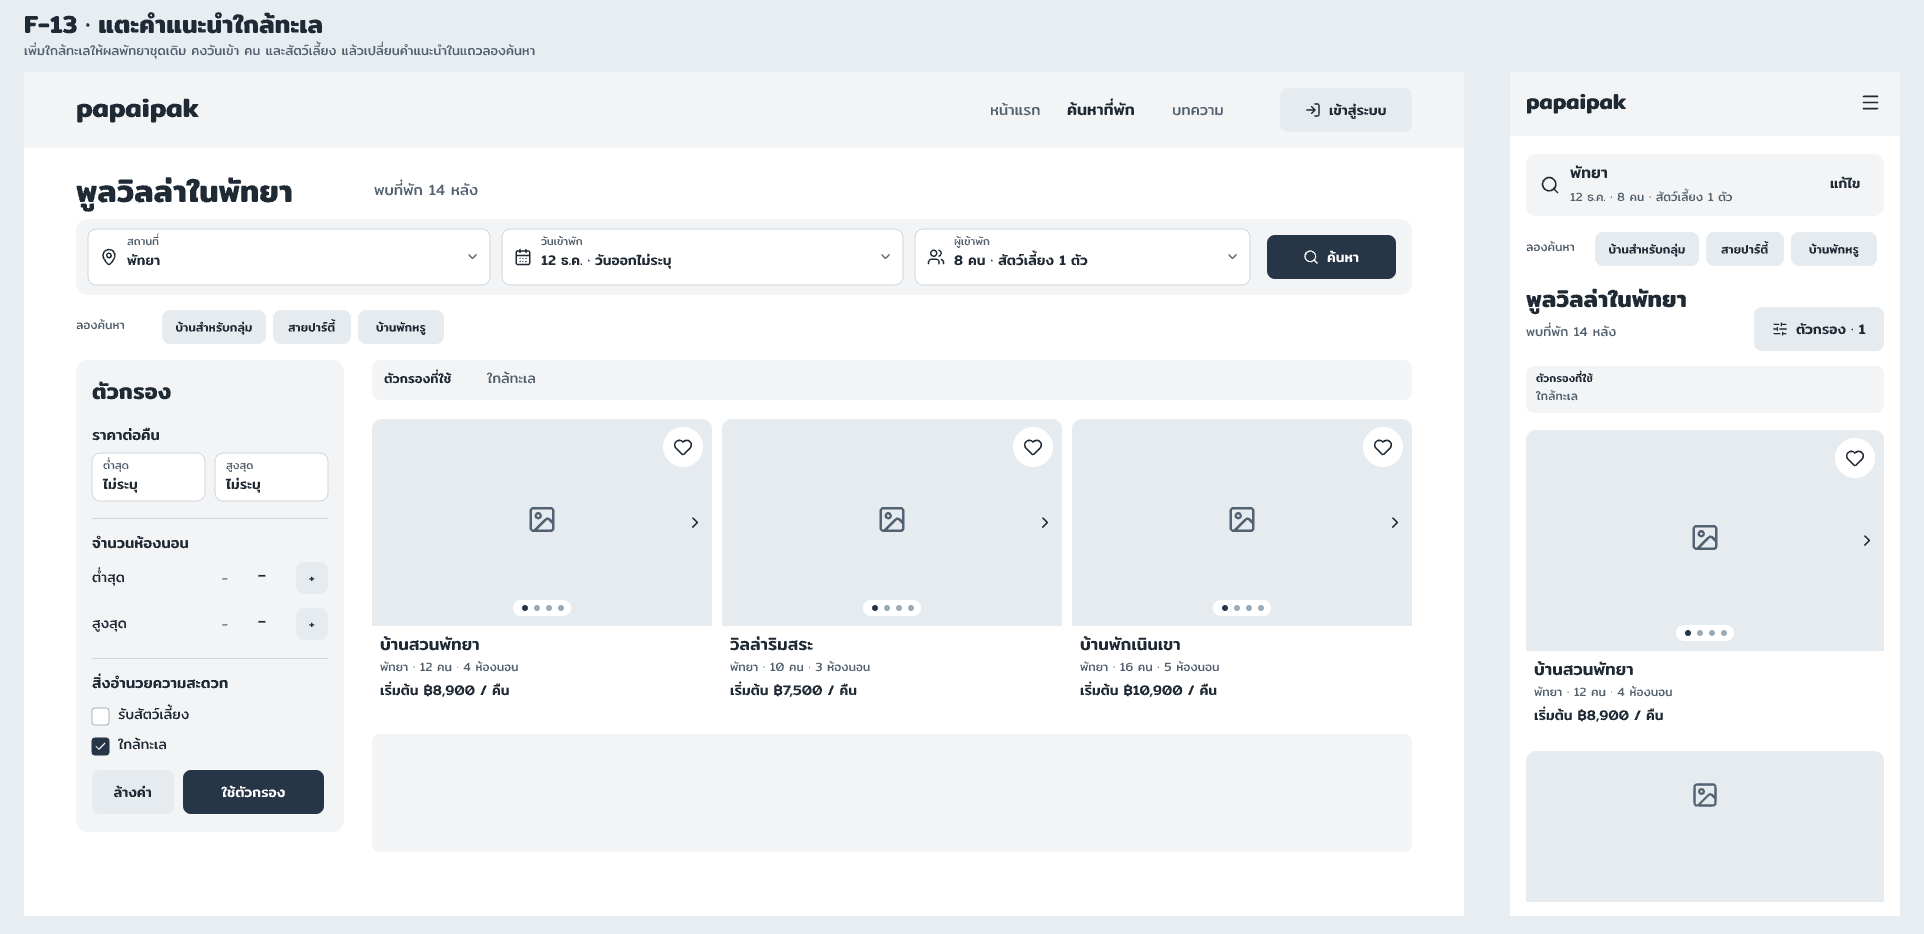 F-13 · แตะคำแนะนำใกล้ทะเล
เพิ่มใกล้ทะเลให้ผลพัทยาชุดเดิม คงวันเข้า คน และสัตว์เลี้ยง แล้วเปลี่ยนคำแนะนำในแถวลองค้นหา
papaipak
หน้าแรก
ค้นหาที่พัก
บทความ
เข้าสู่ระบบ
พูลวิลล่าในพัทยา
พบที่พัก 14 หลัง
สถานที่
พัทยา
วันเข้าพัก
12 ธ.ค. · วันออกไม่ระบุ
ผู้เข้าพัก
8 คน · สัตว์เลี้ยง 1 ตัว
ค้นหา
ลองค้นหา
บ้านสำหรับกลุ่ม
สายปาร์ตี้
บ้านพักหรู
ตัวกรอง
ราคาต่อคืน
ต่ำสุด
ไม่ระบุ
สูงสุด
ไม่ระบุ
จำนวนห้องนอน
ต่ำสุด
–
–
+
สูงสุด
–
–
+
สิ่งอำนวยความสะดวก
รับสัตว์เลี้ยง
ใกล้ทะเล
ล้างค่า
ใช้ตัวกรอง
ตัวกรองที่ใช้
ใกล้ทะเล
บ้านสวนพัทยา
พัทยา · 12 คน · 4 ห้องนอน
เริ่มต้น ฿8,900 / คืน
วิลล่าริมสระ
พัทยา · 10 คน · 3 ห้องนอน
เริ่มต้น ฿7,500 / คืน
บ้านพักเนินเขา
พัทยา · 16 คน · 5 ห้องนอน
เริ่มต้น ฿10,900 / คืน
papaipak
พัทยา
12 ธ.ค. · 8 คน · สัตว์เลี้ยง 1 ตัว
แก้ไข
ลองค้นหา
บ้านสำหรับกลุ่ม
สายปาร์ตี้
บ้านพักหรู
พูลวิลล่าในพัทยา
พบที่พัก 14 หลัง
ตัวกรอง · 1
ตัวกรองที่ใช้
ใกล้ทะเล
บ้านสวนพัทยา
พัทยา · 12 คน · 4 ห้องนอน
เริ่มต้น ฿8,900 / คืน